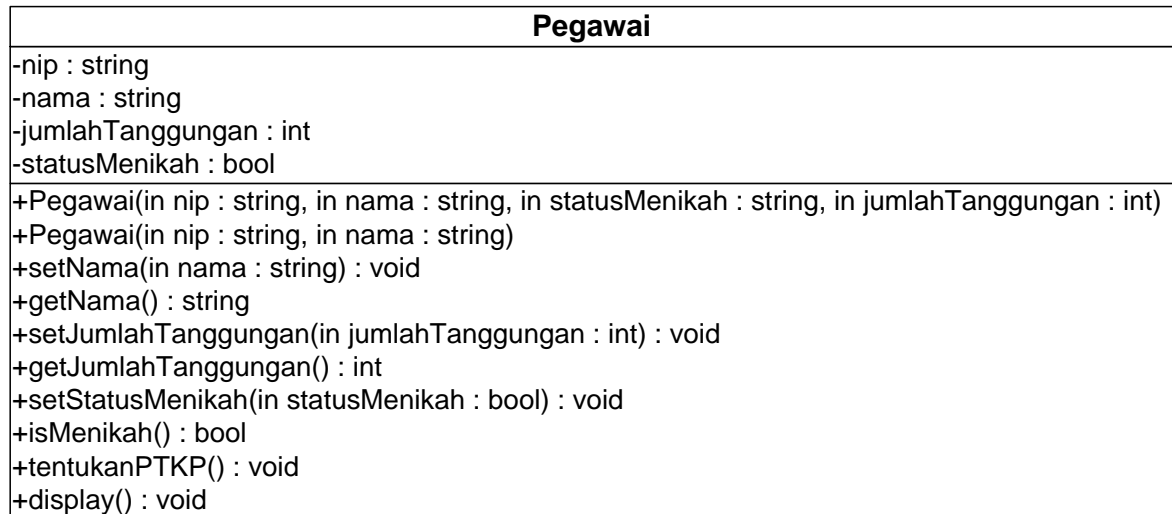 Pegawai
-nip : string
-nama : string
-jumlahTanggungan : int
-statusMenikah : bool
+Pegawai(in nip : string, in nama : string, in statusMenikah : string, in jumlahTanggungan : int)
+Pegawai(in nip : string, in nama : string)
+setNama(in nama : string) : void
+getNama() : string
+setJumlahTanggungan(in jumlahTanggungan : int) : void
+getJumlahTanggungan() : int
+setStatusMenikah(in statusMenikah : bool) : void
+isMenikah() : bool
+tentukanPTKP() : void
+display() : void